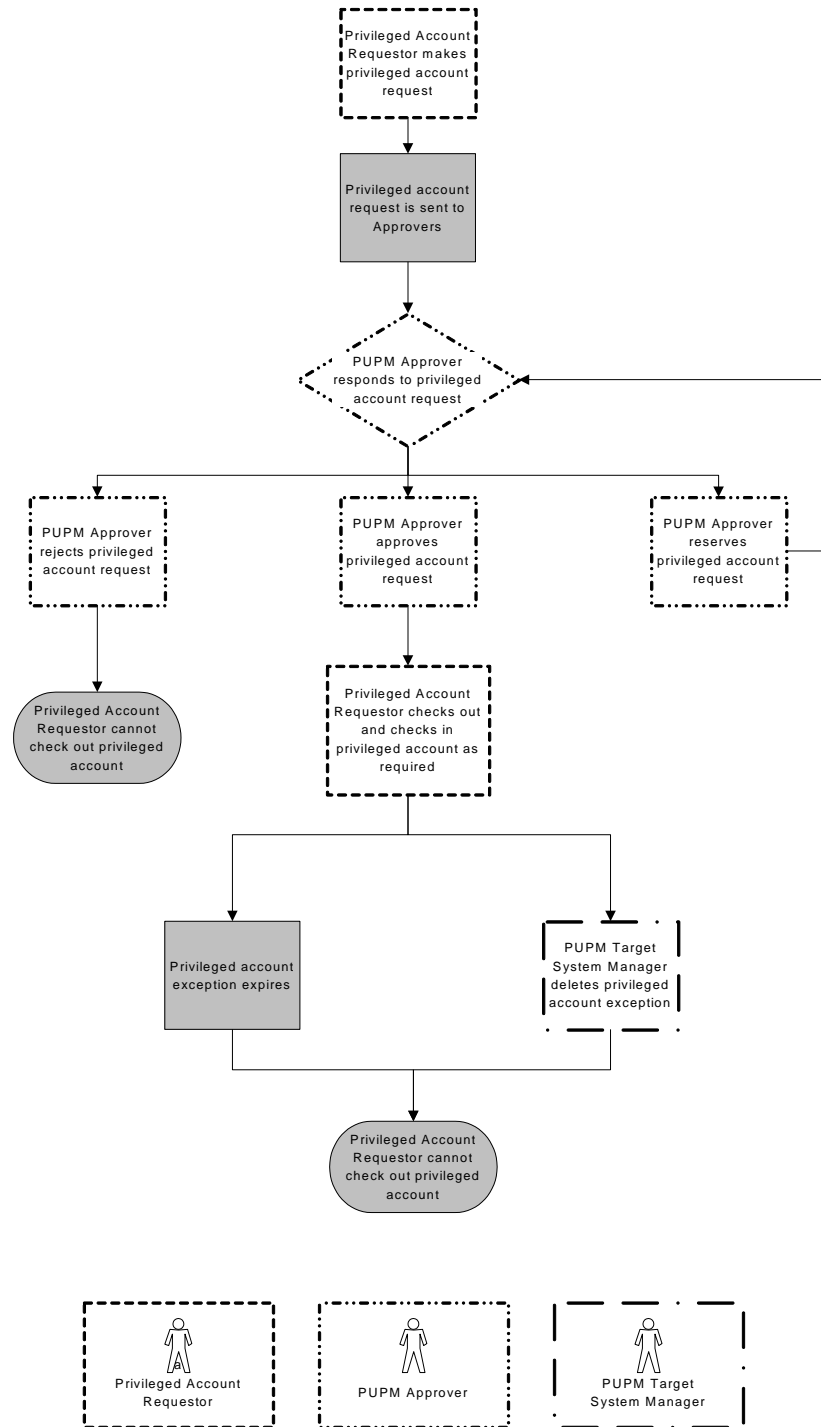 Privileged Account
Requestor makes
privileged account
request
Privileged account
request is sent to
Approvers
PUPM Approver
responds to privileged
account request
PUPM Approver
rejects privileged
account request
PUPM Approver
approves
privileged account
request
PUPM Approver
reserves
privileged account
request
Privileged Account
Requestor cannot
check out privileged
account
Privileged Account
Requestor checks out
and checks in
privileged account as
required
Privileged account
exception expires
PUPM Target
System Manager
deletes privileged
account exception
Privileged Account
Requestor cannot
check out privileged
account
a
Privileged Account
Requestor
PUPM Approver
PUPM Target
System Manager